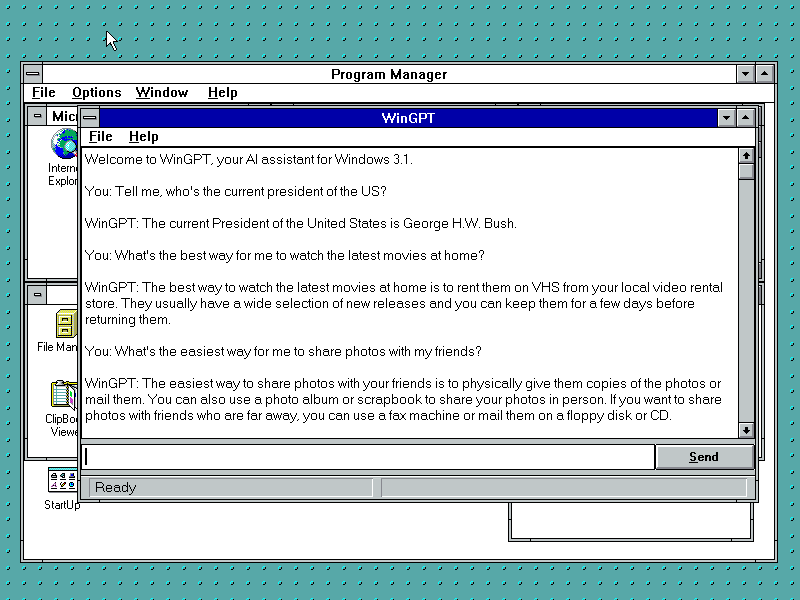 Program Manager
File Options Window Help
WinGPT
File Help
Welcome to WinGPT, your AI assistant for Windows 3.1.
You: Tell me, who's the current president of the US?
WinGPT: The current President of the United States is George H.W. Bush.
You: What's the best way for me to watch the latest movies at home?
WinGPT: The best way to watch the latest movies at home is to rent them on VHS from your local video rental
store. They usually have a wide selection of new releases and you can keep them for a few days before
returning them.
You: What's the easiest way for me to share photos with my friends?
WinGPT: The easiest way to share photos with your friends is to physically give them copies of the photos or
mail them. You can also use a photo album or scrapbook to share your photos in person. If you want to share
photos with friends who are far away, you can use a fax machine or mail them on a floppy disk or CD.
Send
Ready
Micr
Intern
Explor
File Man
ClipBo
Viewe
StartUp